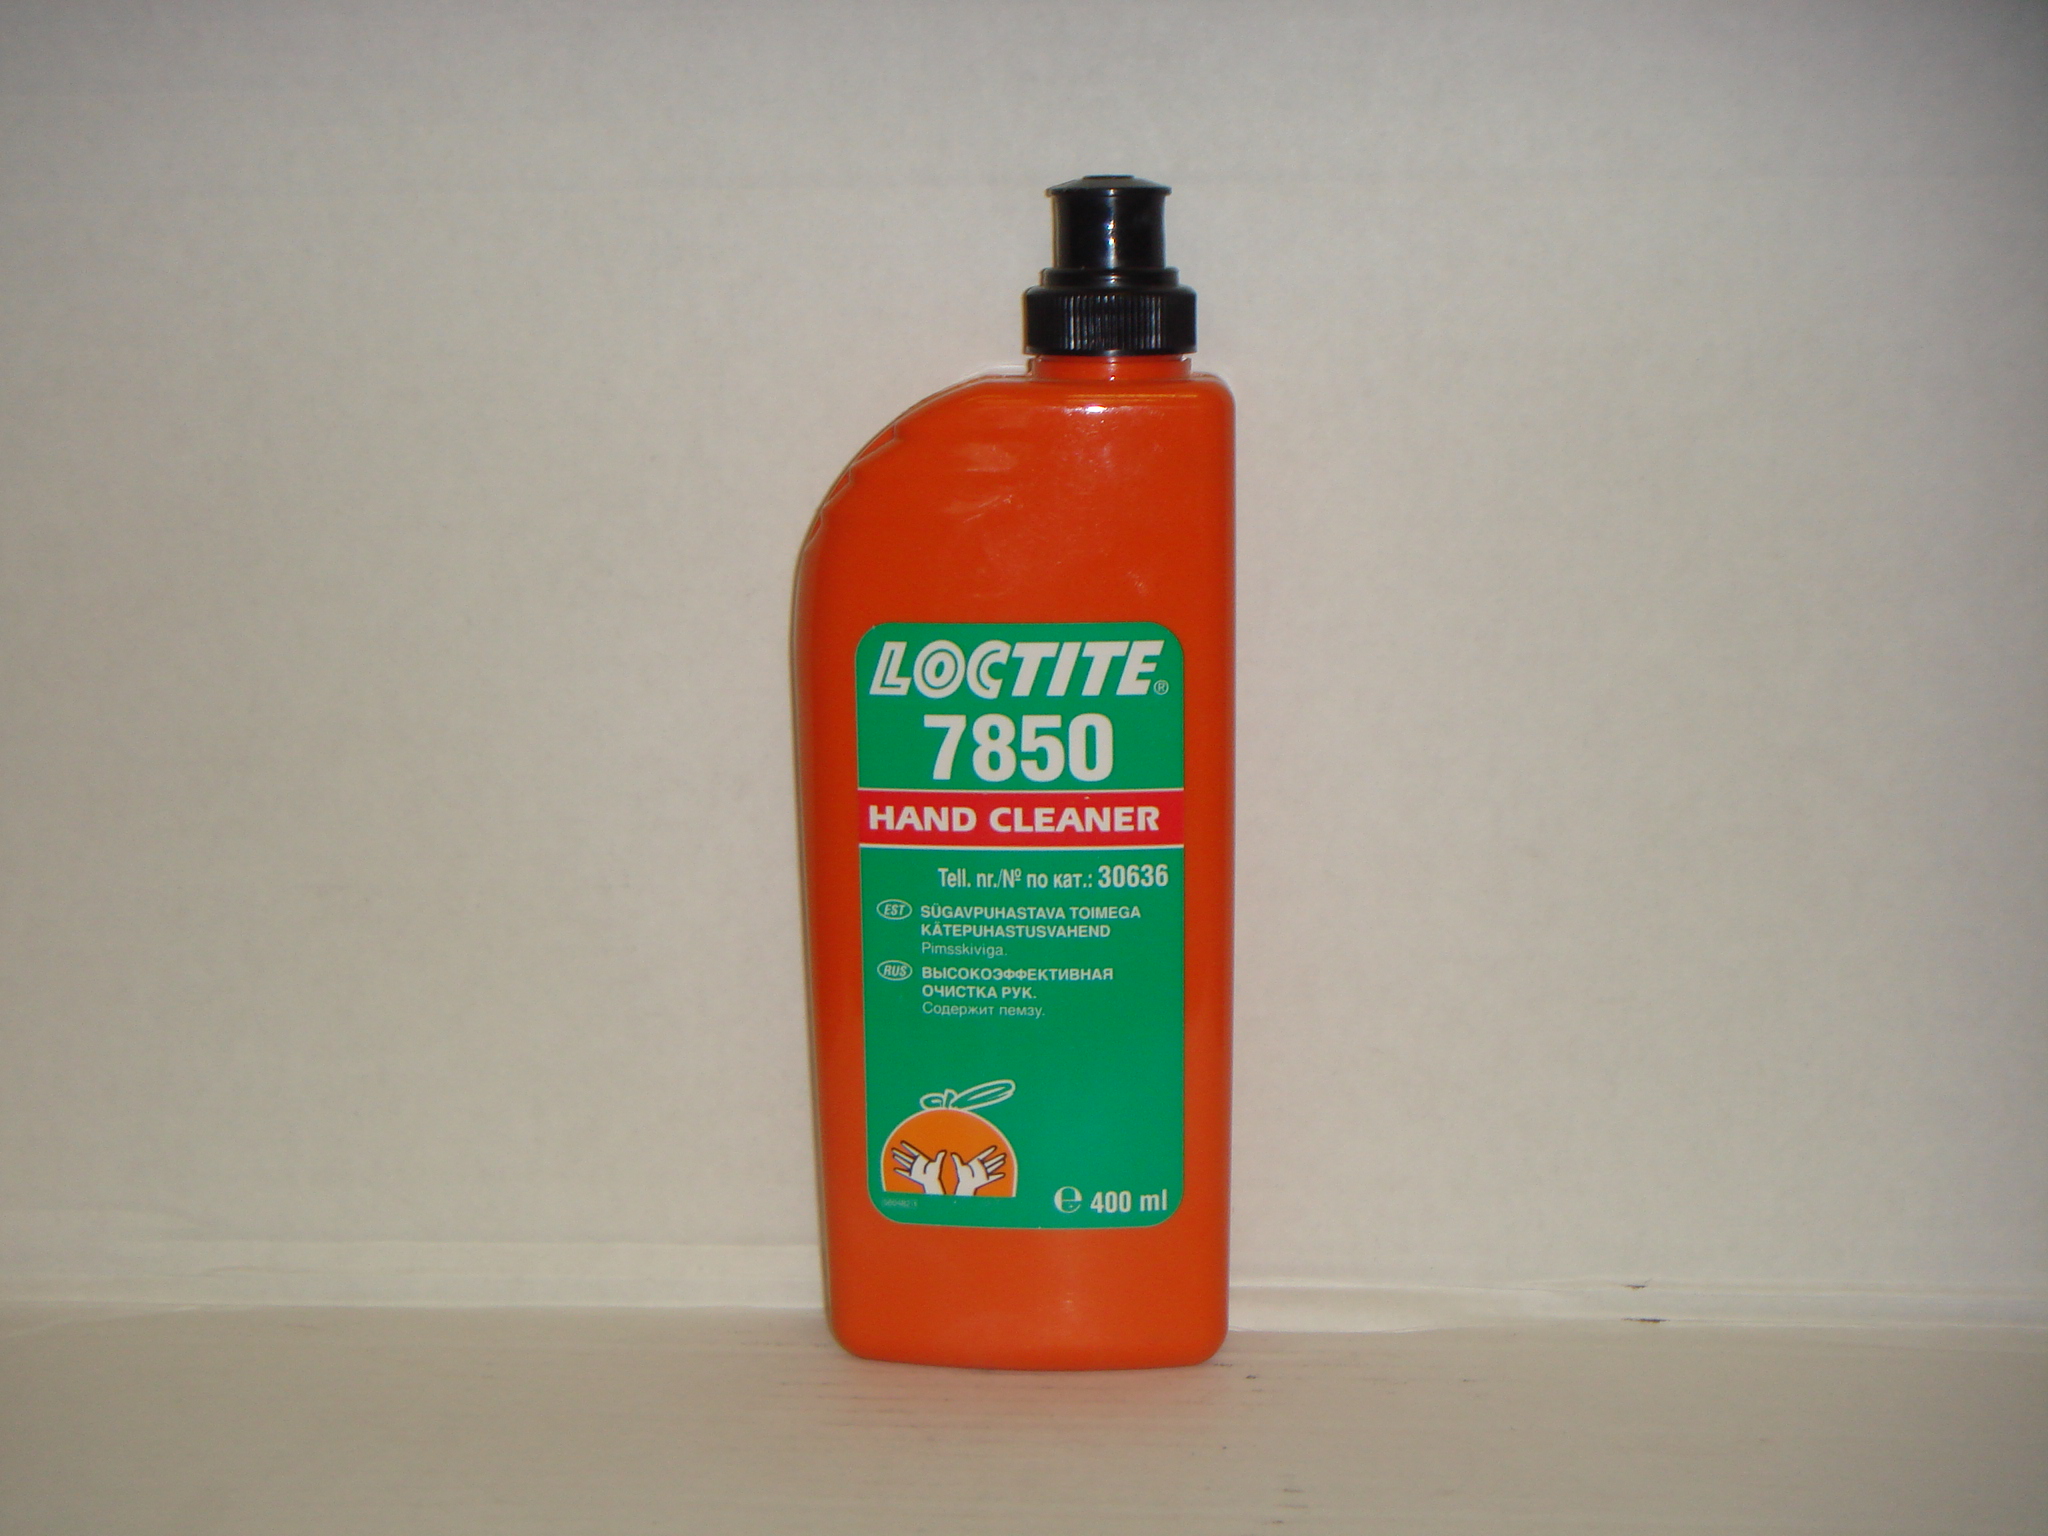 LOCTITE®
7850
HAND CLEANER
Tell. nr./№ по кат.: 30636
EST SÜGAVPUHASTAVA TOIMEGA
KÄTEPUHASTUSVAHEND
Pimsskiviga.
RUS ВЫСОКОЭФФЕКТИВНАЯ
ОЧИСТКА РУК.
Содержит пемзу.
℮ 400 ml